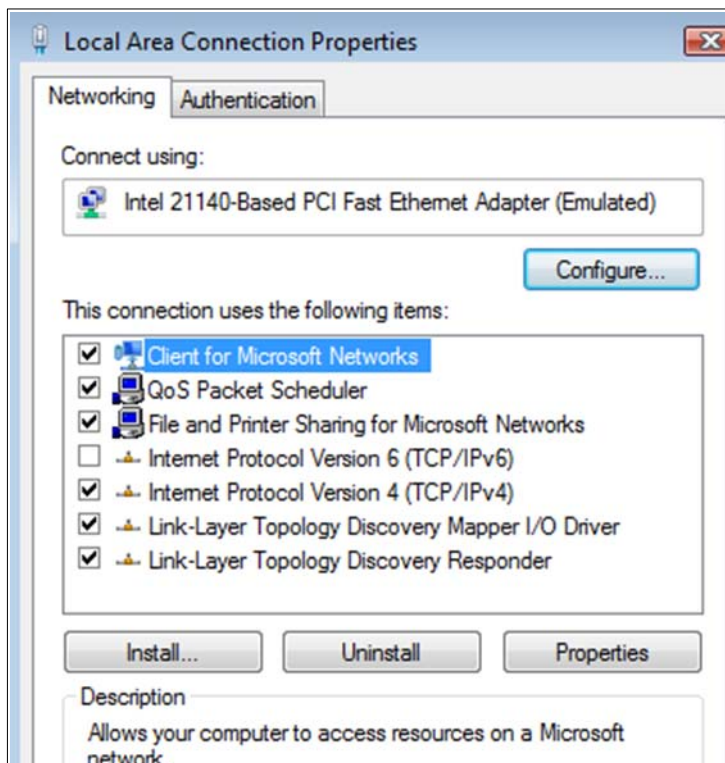 Local Area Connection Properties
Networking
Authentication
Connect using:
Intel 21140-Based PCI Fast Ethernet Adapter (Emulated)
Configure...
This connection uses the following items:
Client for Microsoft Networks
QoS Packet Scheduler
File and Printer Sharing for Microsoft Networks
Internet Protocol Version 6 (TCP/IPv6)
Internet Protocol Version 4 (TCP/IPv4)
Link-Layer Topology Discovery Mapper I/O Driver
Link-Layer Topology Discovery Responder
Install... Uninstall Properties
Description
Allows your computer to access resources on a Microsoft
network